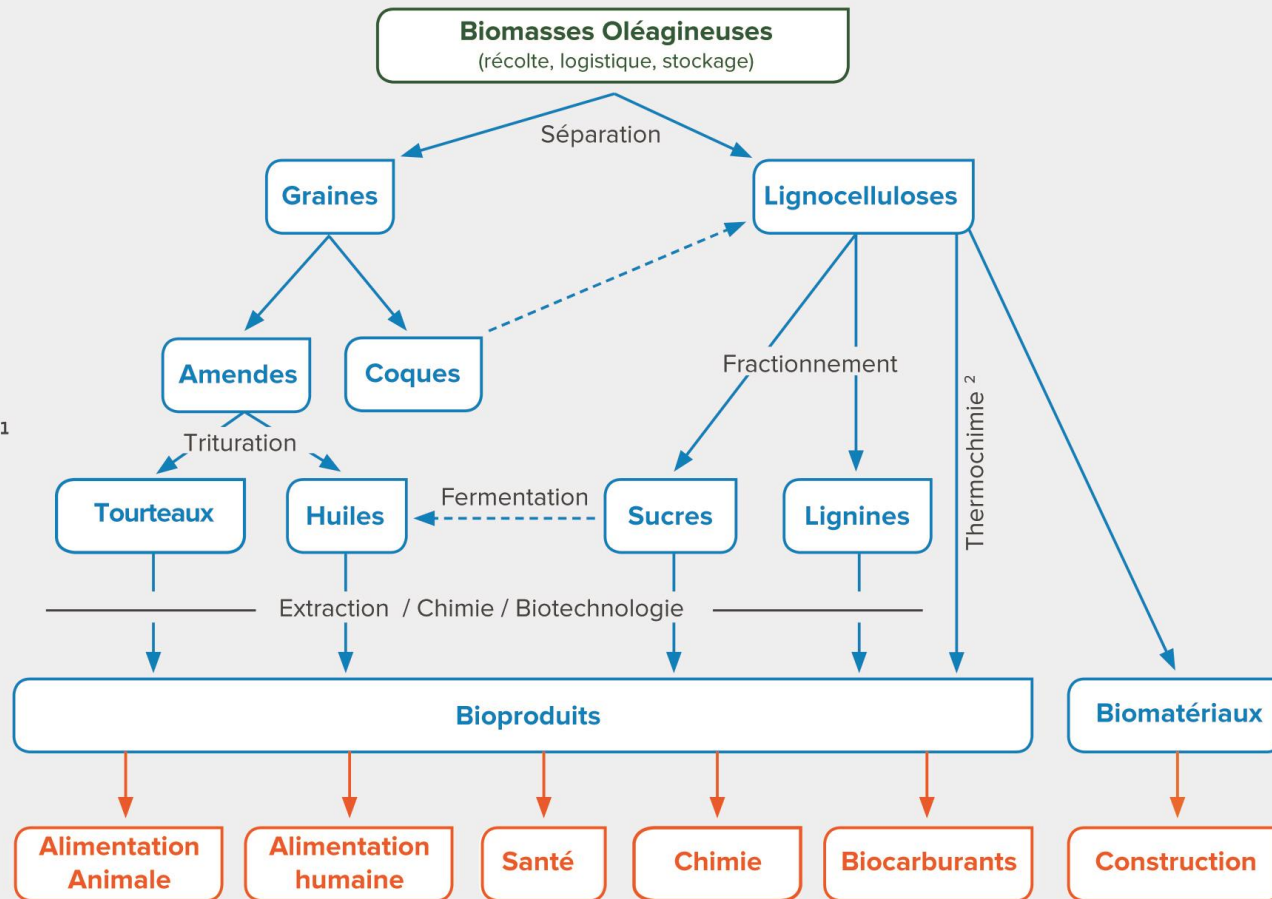 Biomasses Oléagineuses
(récolte, logistique, stockage)
Séparation
Graines
Lignocelluloses
Amendes
Coques
Fractionnement
Thermochimie ²
1
Trituration
Tourteaux
Huiles
Fermentation
Sucres
Lignines
Extraction / Chimie / Biotechnologie
Bioproduits
Biomatériaux
Alimentation
Animale
Alimentation
humaine
Santé
Chimie
Biocarburants
Construction